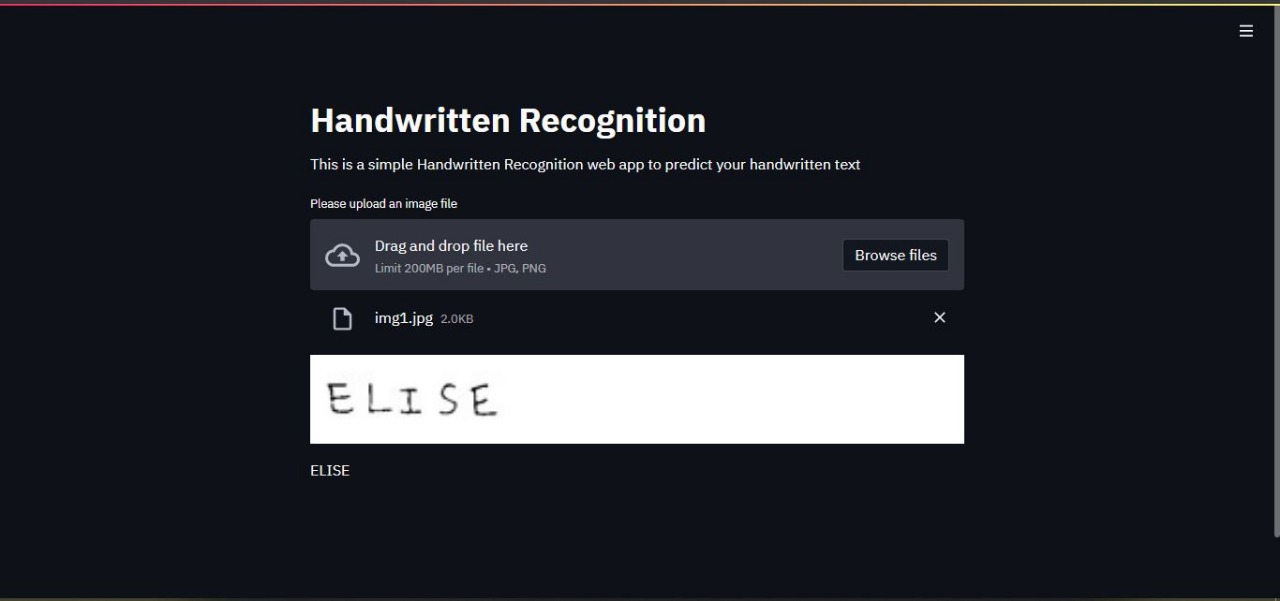 Handwritten Recognition
This is a simple Handwritten Recognition web app to predict your handwritten text
Please upload an image file
Drag and drop file here
Limit 200MB per file • JPG, PNG
Browse files
img1.jpg 2.0KB
ELISE
ELISE